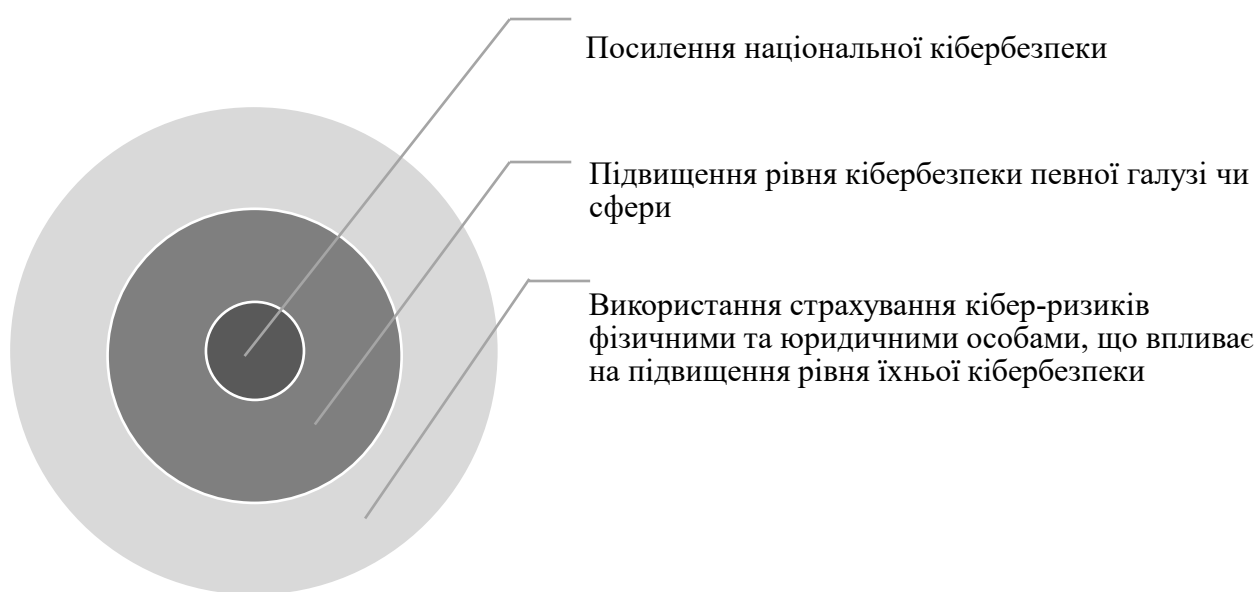 Посилення національної кібербезпеки
Підвищення рівня кібербезпеки певної галузі чи
сфери
Використання страхування кібер-ризиків
фізичними та юридичними особами, що впливає
на підвищення рівня їхньої кібербезпеки